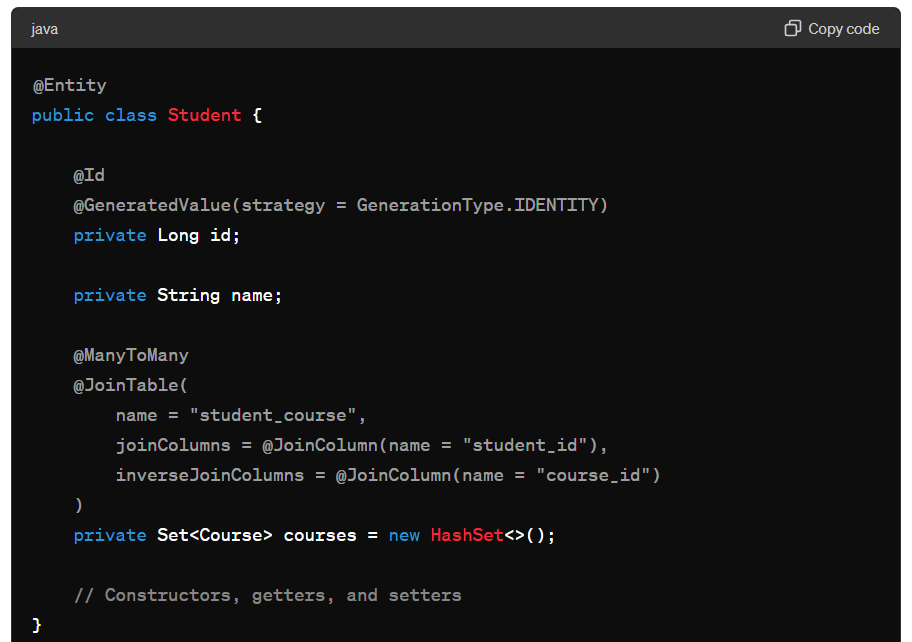 java
Copy code
@Entity
public class Student {
@Id
@GeneratedValue(strategy = GenerationType.IDENTITY)
private Long id;
private String name;
@ManyToMany
@JoinTable(
name = "student_course",
joinColumns = @JoinColumn(name = "student_id"),
inverseJoinColumns = @JoinColumn(name = "course_id")
)
private Set<Course> courses = new HashSet<>();
// Constructors, getters, and setters
}